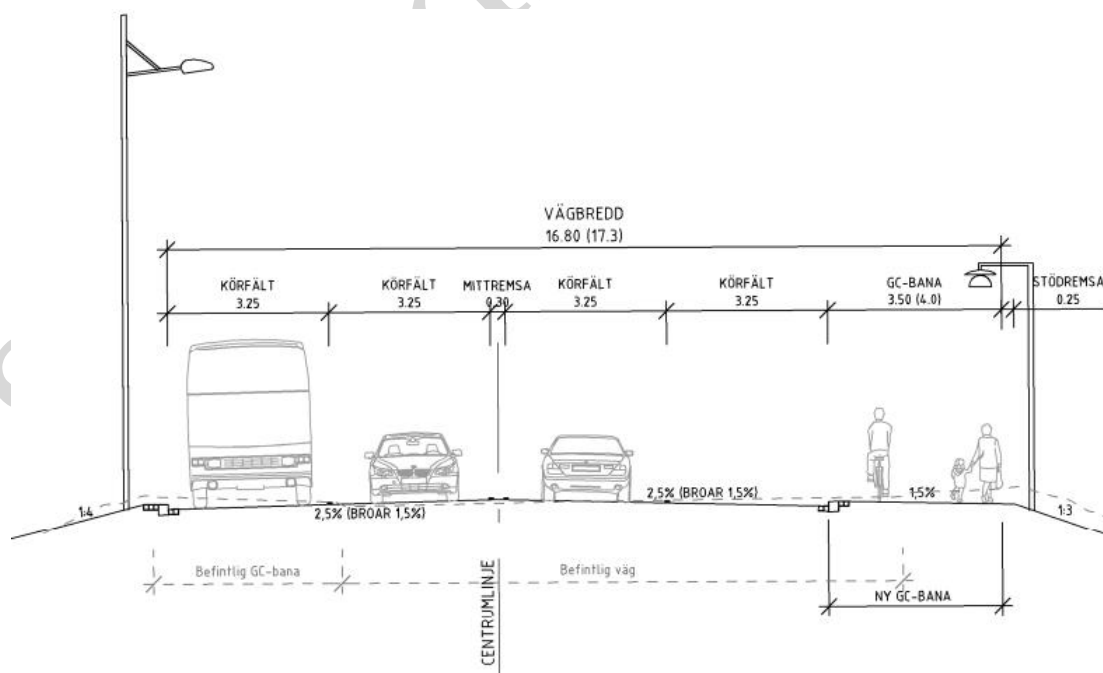 VÄGBREDD
16.80 (17.3)
KÖRFÄLT
3.25
KÖRFÄLT
3.25
MITTREMSA
0.30
KÖRFÄLT
3.25
KÖRFÄLT
3.25
GC-BANA
3.50 (4.0)
STÖDREMSA
0.25
1:4
2,5% (BROAR 1,5%)
2,5% (BROAR 1,5%)
1,5%
1:3
Befintlig GC-bana
Befintlig väg
CENTRUMLINJE
NY GC-BANA